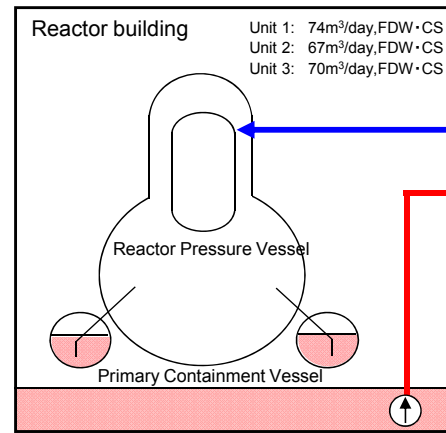 Reactor building
Unit 1: 74m³/day,FDW・CS
Unit 2: 67m³/day,FDW・CS
Unit 3: 70m³/day,FDW・CS
Reactor Pressure Vessel
Primary Containment Vessel